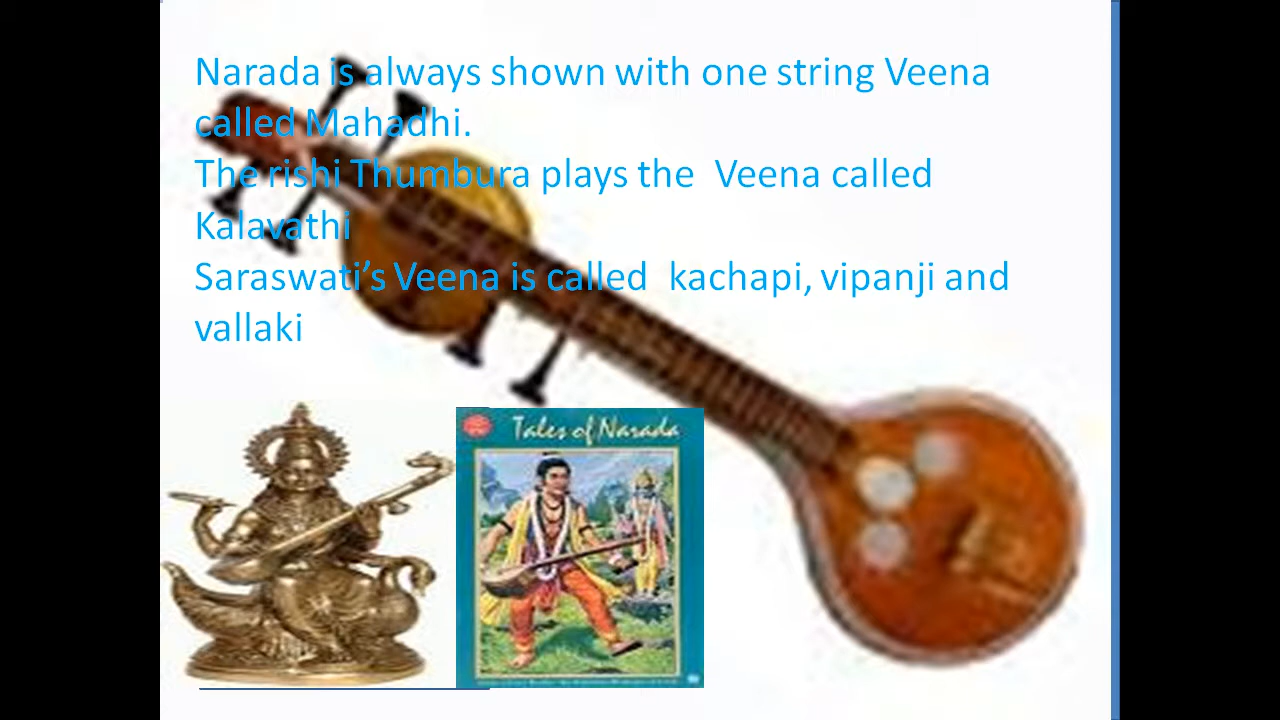 Narada is always shown with one string Veena
called Mahadhi.
The rishi Thumbura plays the  Veena called
Kalavathi
Saraswati’s Veena is called  kachapi, vipanji and
vallaki
Tales of Narada